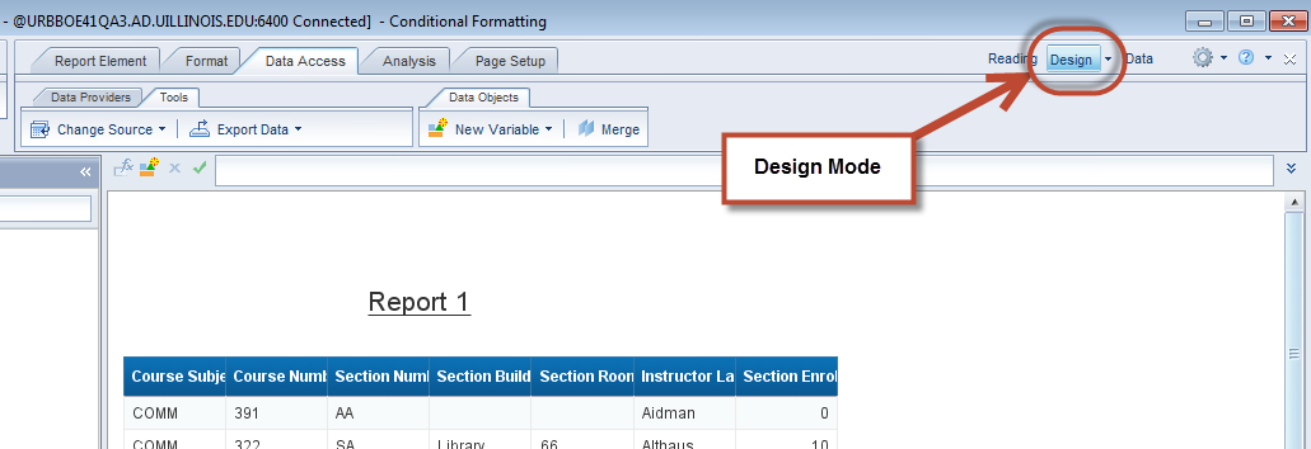 - @URBBOE41QA3.AD.UILLINOIS.EDU:6400 Connected] - Conditional Formatting
Report Element Format Data Access Analysis Page Setup Reading Design Data
Data Providers Tools Data Objects
Change Source Export Data New Variable Merge
Design Mode
Report 1
Course Subje Course Numb Section Numl Section Build Section Roon Instructor La Section Enrol
COMM 391 AA Aidman 0
COMM 322 SA Library 66 Althaus 10